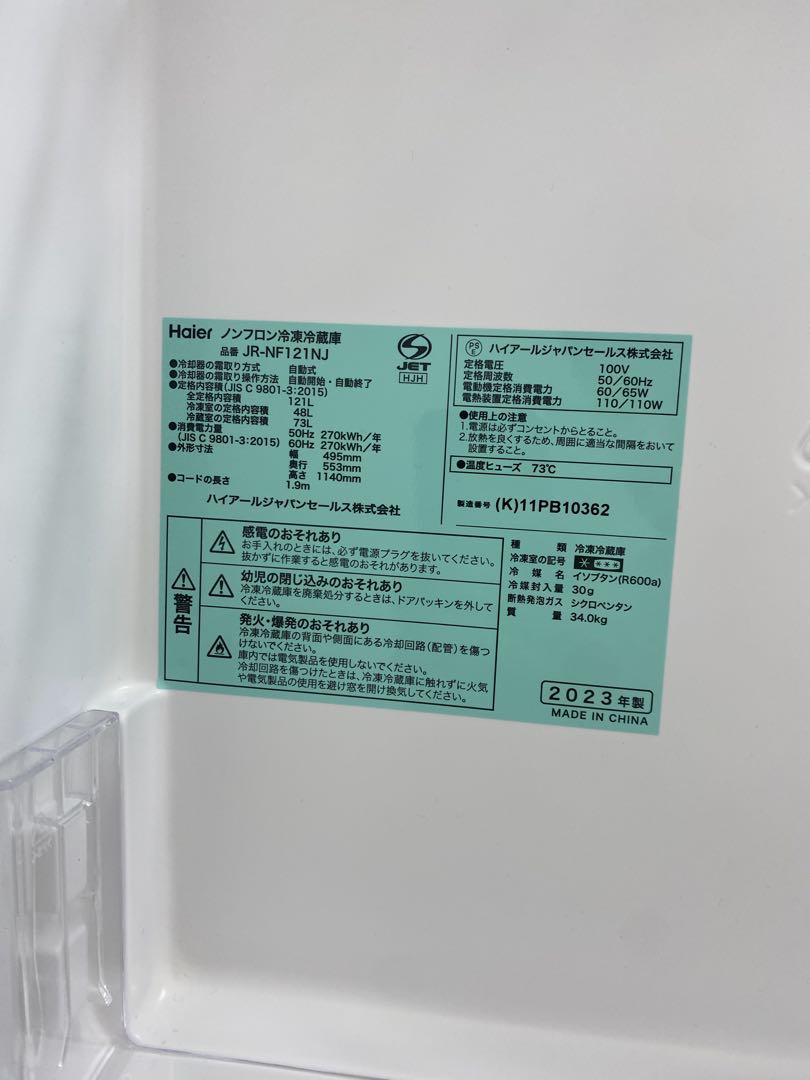 Haier ノンフロン冷凍冷蔵庫
品番 JR-NF121NJ
JET
HJH
●冷却器の霜取り方式 自動式
●冷却器の霜取り操作方法 自動開始・自動終了
●定格内容積(JIS C 9801-3:2015)
全定格内容積 121L
冷凍室の定格内容積 48L
冷蔵室の定格内容積 73L
●消費電力量 50Hz 270kWh/年
(JIS C 9801-3:2015) 60Hz 270kWh/年
●外形寸法 幅 495mm
奥行 553mm
高さ 1140mm
●コードの長さ 1.9m
ハイアールジャパンセールス株式会社
PS
E
ハイアールジャパンセールス株式会社
定格電圧 100V
定格周波数 50/60Hz
電動機定格消費電力 60/65W
電熱装置定格消費電力 110/110W
●使用上の注意
1.電源は必ずコンセントからとること。
2.放熱を良くするため、周囲に適当な間隔をおいて
設置すること。
●温度ヒューズ 73℃
製造番号 (K)11PB10362
警告
感電のおそれあり
お手入れのときには、必ず電源プラグを抜いてください。
抜かずに作業すると感電のおそれがあります。
幼児の閉じ込みのおそれあり
冷凍冷蔵庫を廃棄処分するときは、ドアパッキンを外して
ください。
発火・爆発のおそれあり
冷凍冷蔵庫の背面や側面にある冷却回路(配管)を傷つ
けないでください。
庫内では電気製品を使用しないでください。
冷却回路を傷つけたときは、冷凍冷蔵庫に触れずに火気
や電気製品の使用を避け窓を開け換気してください。
種類 冷凍冷蔵庫
冷凍室の記号 ****
冷媒名 イソブタン(R600a)
冷媒封入量 30g
断熱発泡ガス シクロペンタン
質量 34.0kg
2023年製
MADE IN CHINA